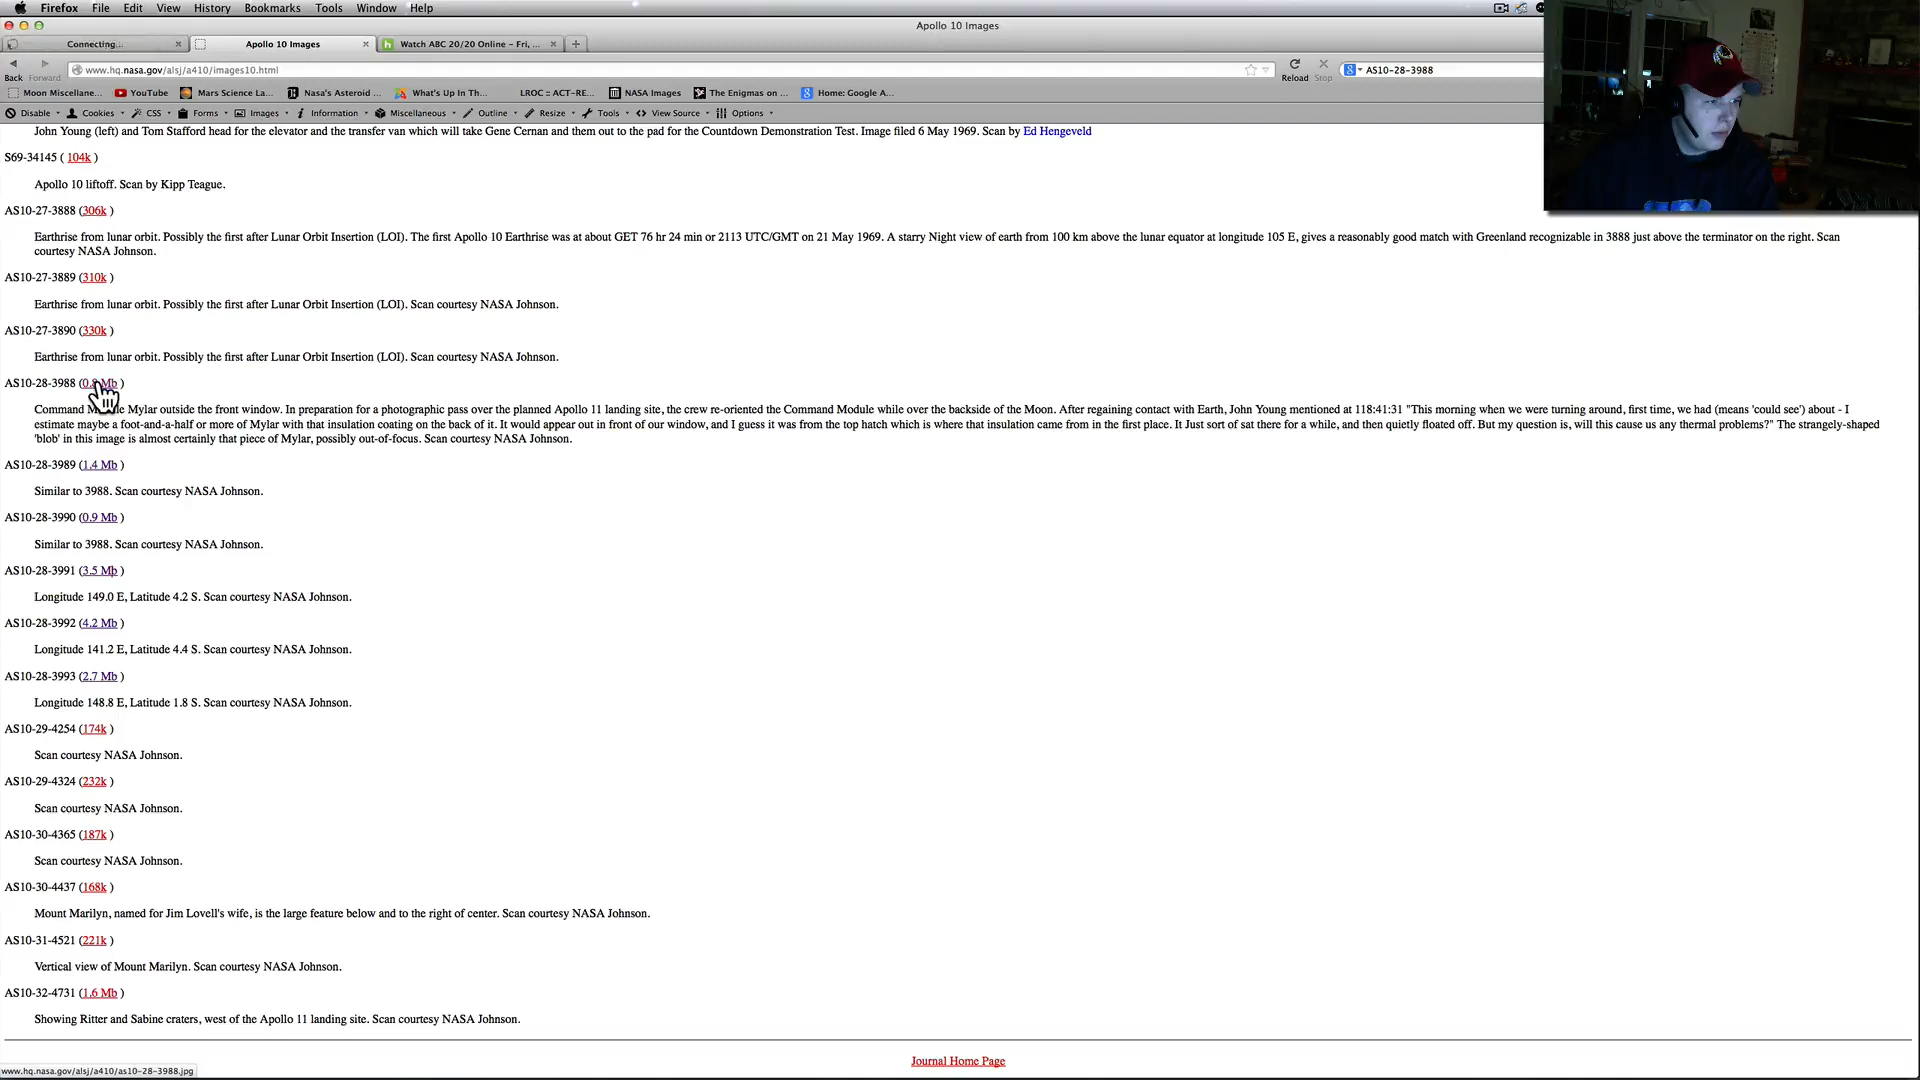 Firefox File Edit View History Bookmarks Tools Window Help
Apollo 10 Images
Connecting... Apollo 10 Images Watch ABC 20/20 Online – Fri, ...
www.hq.nasa.gov/alsj/a410/images10.html
AS10-28-3988
Back Forward Reload Stop
Moon Miscellane... YouTube Mars Science La... Nasa's Asteroid ... What's Up In Th... LROC :: ACT-RE... NASA Images The Enigmas on ... Home: Google A...
Disable Cookies CSS Forms Images Information Miscellaneous Outline Resize Tools View Source Options
John Young (left) and Tom Stafford head for the elevator and the transfer van which will take Gene Cernan and them out to the pad for the Countdown Demonstration Test. Image filed 6 May 1969. Scan by Ed Hengeveld
S69-34145 ( 104k )
Apollo 10 liftoff. Scan by Kipp Teague.
AS10-27-3888 (306k )
Earthrise from lunar orbit. Possibly the first after Lunar Orbit Insertion (LOI). The first Apollo 10 Earthrise was at about GET 76 hr 24 min or 2113 UTC/GMT on 21 May 1969. A starry Night view of earth from 100 km above the lunar equator at longitude 105 E, gives a reasonably good match with Greenland recognizable in 3888 just above the terminator on the right. Scan
courtesy NASA Johnson.
AS10-27-3889 (310k )
Earthrise from lunar orbit. Possibly the first after Lunar Orbit Insertion (LOI). Scan courtesy NASA Johnson.
AS10-27-3890 (330k )
Earthrise from lunar orbit. Possibly the first after Lunar Orbit Insertion (LOI). Scan courtesy NASA Johnson.
AS10-28-3988 (0.8 Mb )
Command Mylar outside the front window. In preparation for a photographic pass over the planned Apollo 11 landing site, the crew re-oriented the Command Module while over the backside of the Moon. After regaining contact with Earth, John Young mentioned at 118:41:31 "This morning when we were turning around, first time, we had (means 'could see') about - I
estimate maybe a foot-and-a-half or more of Mylar with that insulation coating on the back of it. It would appear out in front of our window, and I guess it was from the top hatch which is where that insulation came from in the first place. It Just sort of sat there for a while, and then quietly floated off. But my question is, will this cause us any thermal problems?" The strangely-shaped
'blob' in this image is almost certainly that piece of Mylar, possibly out-of-focus. Scan courtesy NASA Johnson.
AS10-28-3989 (1.4 Mb )
Similar to 3988. Scan courtesy NASA Johnson.
AS10-28-3990 (0.9 Mb )
Similar to 3988. Scan courtesy NASA Johnson.
AS10-28-3991 (3.5 Mb )
Longitude 149.0 E, Latitude 4.2 S. Scan courtesy NASA Johnson.
AS10-28-3992 (4.2 Mb )
Longitude 141.2 E, Latitude 4.4 S. Scan courtesy NASA Johnson.
AS10-28-3993 (2.7 Mb )
Longitude 148.8 E, Latitude 1.8 S. Scan courtesy NASA Johnson.
AS10-29-4254 (174k )
Scan courtesy NASA Johnson.
AS10-29-4324 (232k )
Scan courtesy NASA Johnson.
AS10-30-4365 (187k )
Scan courtesy NASA Johnson.
AS10-30-4437 (168k )
Mount Marilyn, named for Jim Lovell's wife, is the large feature below and to the right of center. Scan courtesy NASA Johnson.
AS10-31-4521 (221k )
Vertical view of Mount Marilyn. Scan courtesy NASA Johnson.
AS10-32-4731 (1.6 Mb )
Showing Ritter and Sabine craters, west of the Apollo 11 landing site. Scan courtesy NASA Johnson.
Journal Home Page
www.hq.nasa.gov/alsj/a410/as10-28-3988.jpg